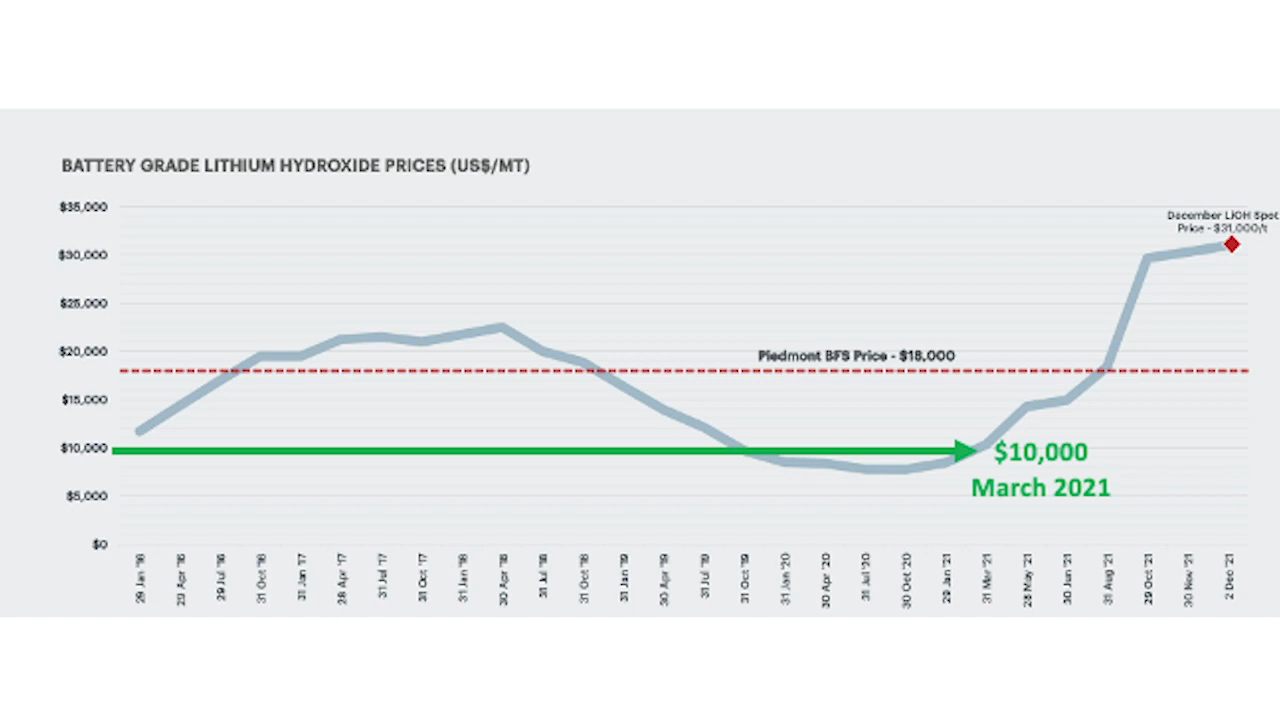 BATTERY GRADE LITHIUM HYDROXIDE PRICES (US$/MT)
$35,000
$30,000
$25,000
$20,000
$15,000
$10,000
$5,000
$0
December LiOH Spot
Price - $31,000/t
Piedmont BFS Price - $18,000
$10,000
March 2021
29 Jan '16
29 Apr '16
29 Jul '16
31 Oct '16
31 Jan '17
28 Apr '17
31 Jul '17
31 Oct '17
31 Jan '18
30 Apr '18
31 Jul '18
31 Oct '18
31 Jan '19
30 Apr '19
31 Jul '19
31 Oct '19
31 Jan '20
30 Apr '20
31 Jul '20
30 Oct '20
29 Jan '21
31 Mar '21
28 May '21
30 Jun '21
31 Aug '21
29 Oct '21
30 Nov '21
2 Dec '21